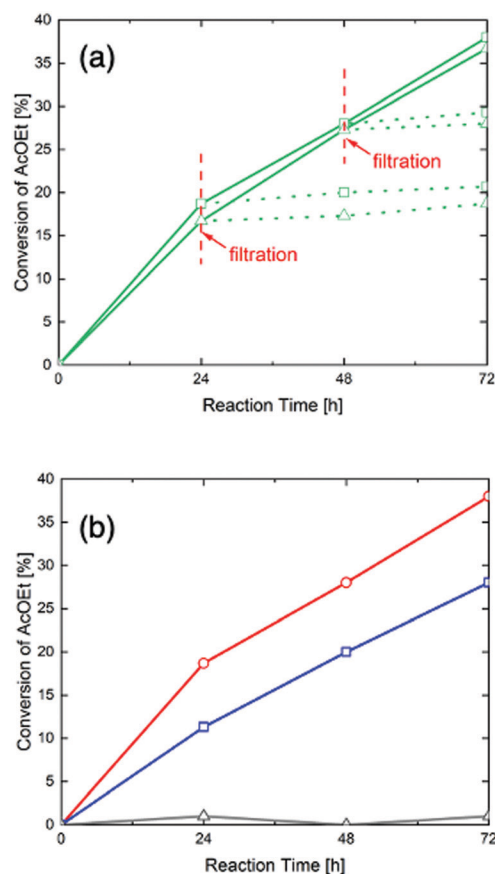 (a)
Conversion of AcOEt [%]
40
35
30
25
20
15
10
5
0
filtration
filtration
0 24 48 72
Reaction Time [h]
(b)
Conversion of AcOEt [%]
40
35
30
25
20
15
10
5
0
0 24 48 72
Reaction Time [h]